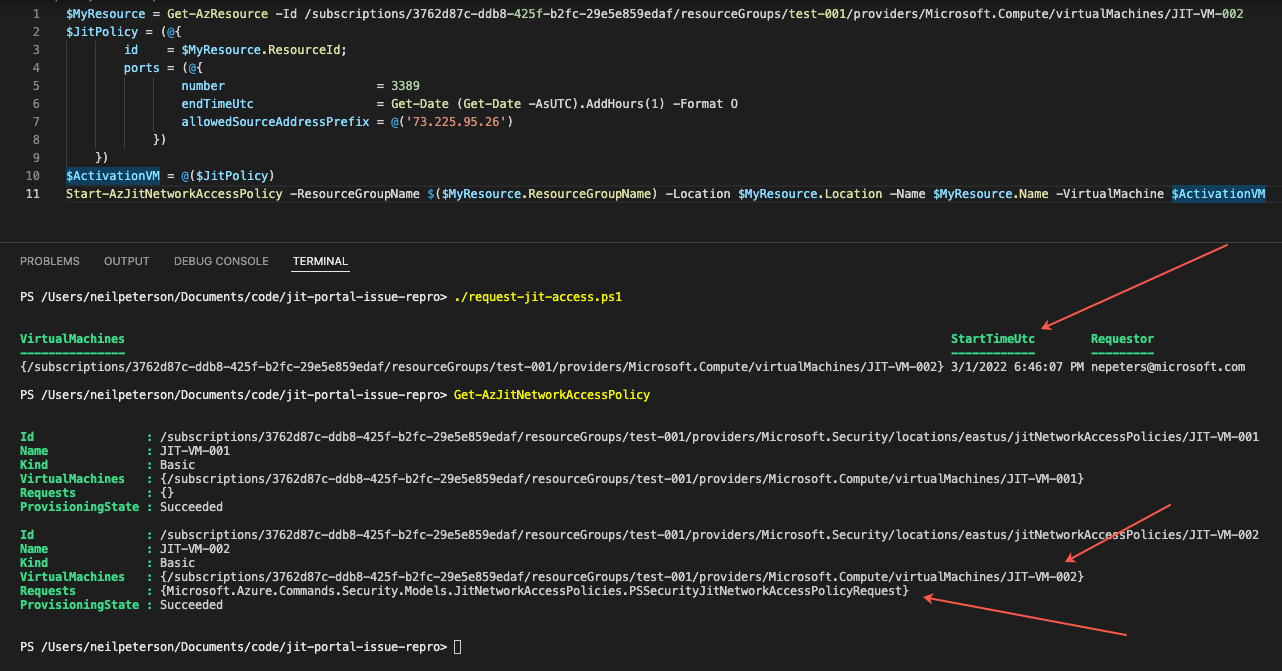 1 $MyResource = Get-AzResource -Id /subscriptions/3762d87c-ddb8-425f-b2fc-29e5e859edaf/resourceGroups/test-001/providers/Microsoft.Compute/virtualMachines/JIT-VM-002
2 $JitPolicy = (@{
3 id = $MyResource.ResourceId;
4 ports = (@{
5 number = 3389
6 endTimeUtc = Get-Date (Get-Date -AsUTC).AddHours(1) -Format O
7 allowedSourceAddressPrefix = @('73.225.95.26')
8 })
9 })
10 $ActivationVM = @($JitPolicy)
11 Start-AzJitNetworkAccessPolicy -ResourceGroupName $($MyResource.ResourceGroupName) -Location $MyResource.Location -Name $MyResource.Name -VirtualMachine $ActivationVM
PROBLEMS OUTPUT DEBUG CONSOLE TERMINAL
PS /Users/neilpeterson/Documents/code/jit-portal-issue-repro> ./request-jit-access.ps1
VirtualMachines StartTimeUtc Requestor
--------------- ------------ ---------
{/subscriptions/3762d87c-ddb8-425f-b2fc-29e5e859edaf/resourceGroups/test-001/providers/Microsoft.Compute/virtualMachines/JIT-VM-002} 3/1/2022 6:46:07 PM nepeters@microsoft.com
PS /Users/neilpeterson/Documents/code/jit-portal-issue-repro> Get-AzJitNetworkAccessPolicy
Id : /subscriptions/3762d87c-ddb8-425f-b2fc-29e5e859edaf/resourceGroups/test-001/providers/Microsoft.Security/locations/eastus/jitNetworkAccessPolicies/JIT-VM-001
Name : JIT-VM-001
Kind : Basic
VirtualMachines : {/subscriptions/3762d87c-ddb8-425f-b2fc-29e5e859edaf/resourceGroups/test-001/providers/Microsoft.Compute/virtualMachines/JIT-VM-001}
Requests : {}
ProvisioningState : Succeeded
Id : /subscriptions/3762d87c-ddb8-425f-b2fc-29e5e859edaf/resourceGroups/test-001/providers/Microsoft.Security/locations/eastus/jitNetworkAccessPolicies/JIT-VM-002
Name : JIT-VM-002
Kind : Basic
VirtualMachines : {/subscriptions/3762d87c-ddb8-425f-b2fc-29e5e859edaf/resourceGroups/test-001/providers/Microsoft.Compute/virtualMachines/JIT-VM-002}
Requests : {Microsoft.Azure.Commands.Security.Models.JitNetworkAccessPolicies.PSSecurityJitNetworkAccessPolicyRequest}
ProvisioningState : Succeeded
PS /Users/neilpeterson/Documents/code/jit-portal-issue-repro>